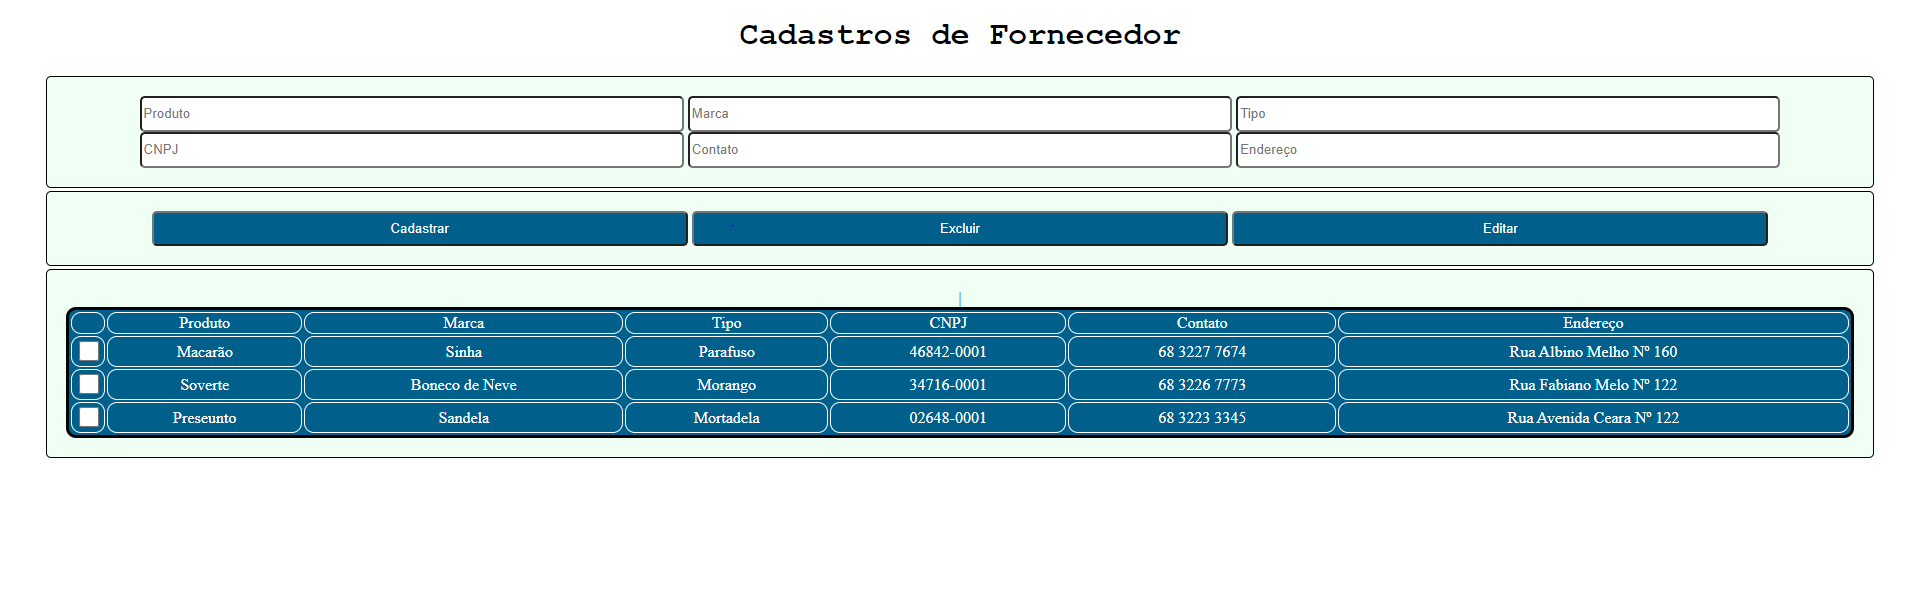 Cadastros de Fornecedor
Produto Marca Tipo
CNPJ Contato Endereço
Cadastrar Excluir Editar
Produto Marca Tipo CNPJ Contato Endereço
Macarão Sinha Parafuso 46842-0001 68 3227 7674 Rua Albino Melho Nº 160
Soverte Boneco de Neve Morango 34716-0001 68 3226 7773 Rua Fabiano Melo Nº 122
Preseunto Sandela Mortadela 02648-0001 68 3223 3345 Rua Avenida Ceara Nº 122